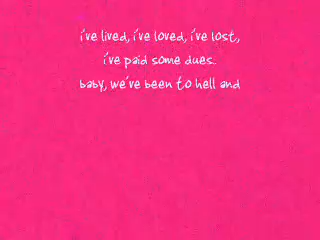 i've lived, i've loved, i've lost,
i've paid some dues..
baby, we've been to hell and